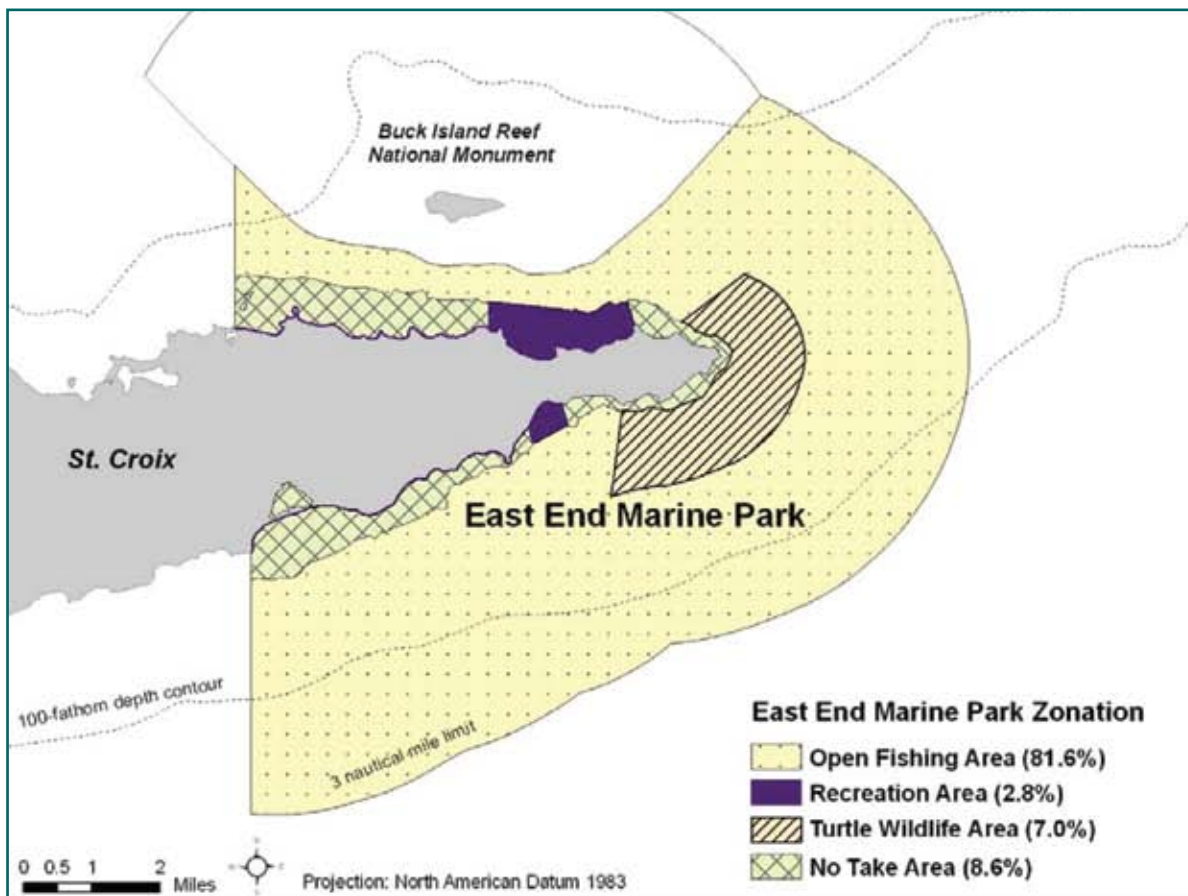 Buck Island Reef
National Monument
St. Croix
East End Marine Park
100-fathom depth contour
3 nautical mile limit
East End Marine Park Zonation
Open Fishing Area (81.6%)
Recreation Area (2.8%)
Turtle Wildlife Area (7.0%)
No Take Area (8.6%)
0 0.5 1 2
Miles
Projection: North American Datum 1983